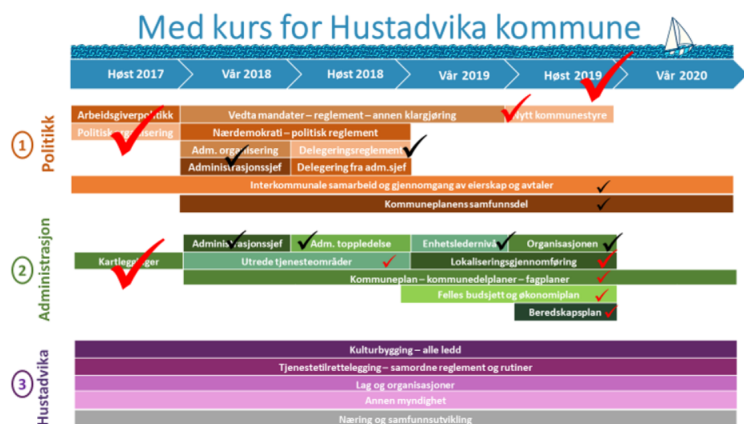 Med kurs for Hustadvika kommune
Høst 2017 Vår 2018 Høst 2018 Vår 2019 Høst 2019 Vår 2020
1
Politikk
Arbeidsgiverpolitikk Vedta mandater – reglement – annen klargjøring Nytt kommunestyre
Politisk organisering Nærdemokrati – politisk reglement
Adm. organisering Delegeringsreglement
Administrasjonssjef Delegering fra adm.sjef
Interkommunale samarbeid og gjennomgang av eierskap og avtaler
Kommuneplanens samfunnsdel
2
Administrasjon
Administrasjonssjef Adm. toppledelse Enhetsledernivå Organisasjonen
Kartlegginger Utrede tjenesteområder Lokaliseringsgjennomføring
Kommuneplan – kommunedelplaner – fagplaner
Felles budsjett og økonomiplan
Beredskapsplan
3
Hustadvika
Kulturbygging – alle ledd
Tjenestetilrettelegging – samordne reglement og rutiner
Lag og organisasjoner
Annen myndighet
Næring og samfunnsutvikling